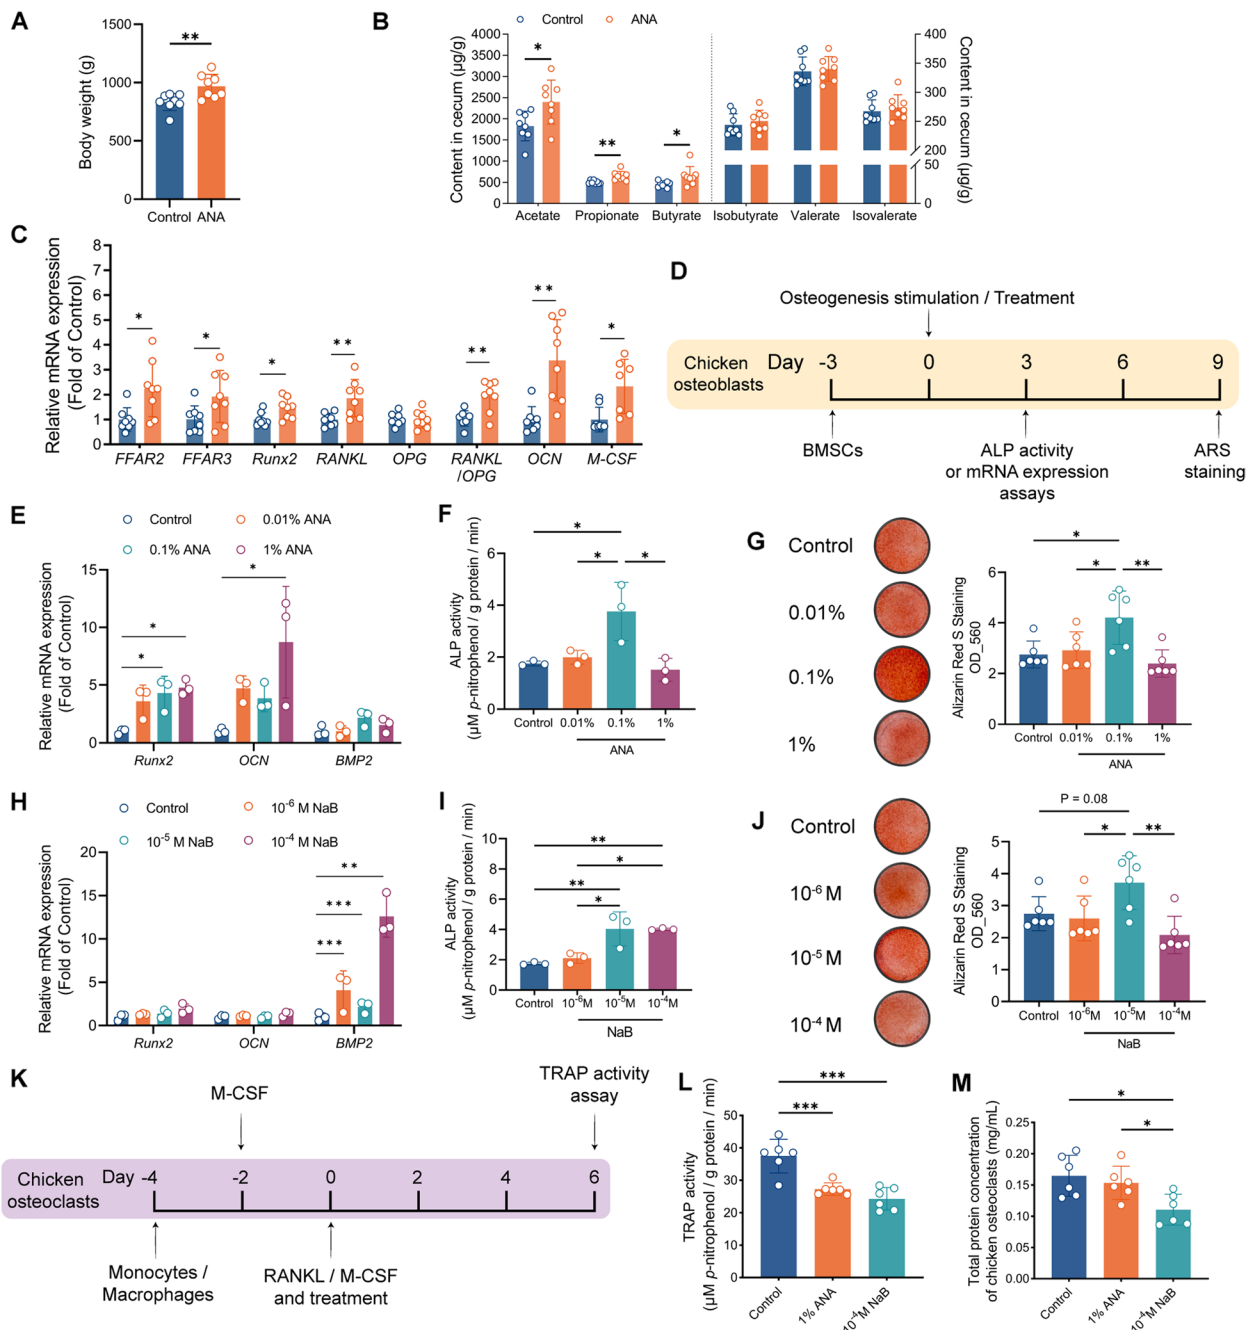 A
Body weight (g)
1500
1000
500
0
**
Control ANA
B
Control ANA
Content in cecum (μg/g)
4000
3500
3000
2500
2000
1500
1000
500
0
*
**
*
400
350
300
250
200
50
0
Content in cecum (μg/g)
Acetate Propionate Butyrate Isobutyrate Valerate Isovalerate
C
Relative mRNA expression
(Fold of Control)
8
7
6
5
4
3
2
1
0
* * * ** ** ** *
FFAR2 FFAR3 Runx2 RANKL OPG RANKL OCN M-CSF
/OPG
D
Osteogenesis stimulation / Treatment
Chicken
osteoblasts
Day -3 0 3 6 9
BMSCs
ALP activity
or mRNA expression
assays
ARS
staining
E
Control 0.01% ANA
0.1% ANA 1% ANA
Relative mRNA expression
(Fold of Control)
15
10
5
0
*
*
*
Runx2 OCN BMP2
F
ALP activity
(μM p-nitrophenol / g protein / min)
6
4
2
0
*
* *
Control 0.01% 0.1% 1%
ANA
G
Control
0.01%
0.1%
1%
Alizarin Red S Staining
OD_560
6
4
2
0
*
* **
Control 0.01% 0.1% 1%
ANA
H
Control 10-6 M NaB
10-5 M NaB 10-4 M NaB
Relative mRNA expression
(Fold of Control)
20
15
10
5
0
**
***
***
Runx2 OCN BMP2
I
ALP activity
(μM p-nitrophenol / g protein / min)
10
8
6
4
2
0
**
*
**
*
Control 10-6M 10-5M 10-4M
NaB
J
Control
10-6 M
10-5 M
10-4 M
Alizarin Red S Staining
OD_560
5
4
3
2
1
0
P = 0.08
* **
Control 10-6M 10-5M 10-4M
NaB
K
M-CSF
TRAP activity
assay
Chicken
osteoclasts
Day -4 -2 0 2 4 6
Monocytes /
Macrophages
RANKL / M-CSF
and treatment
L
TRAP activity
(μM p-nitrophenol / g protein / min)
50
40
30
20
10
0
***
***
Control 1% ANA 10-4M NaB
M
Total protein concentration
of chicken osteoclasts (mg/mL)
0.25
0.20
0.15
0.10
0.05
0.00
*
*
Control 1% ANA 10-4M NaB